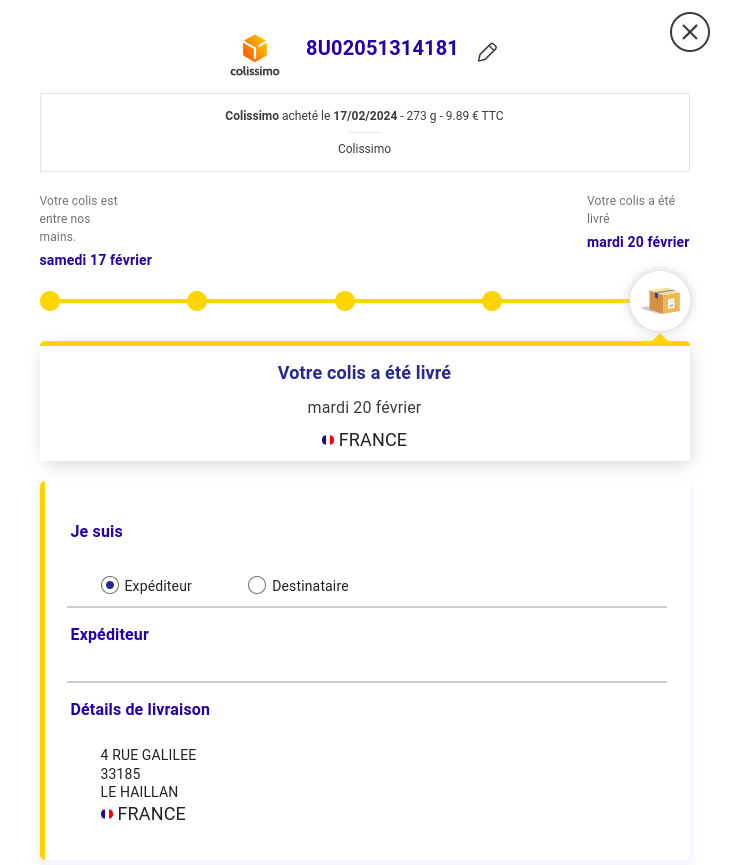 colissimo
8U02051314181
Colissimo acheté le 17/02/2024 - 273 g - 9.89 € TTC
Colissimo
Votre colis est
entre nos
mains.
samedi 17 février
Votre colis a été
livré
mardi 20 février
Votre colis a été livré
mardi 20 février
FRANCE
Je suis
Expéditeur
Destinataire
Expéditeur
Détails de livraison
4 RUE GALILEE
33185
LE HAILLAN
FRANCE